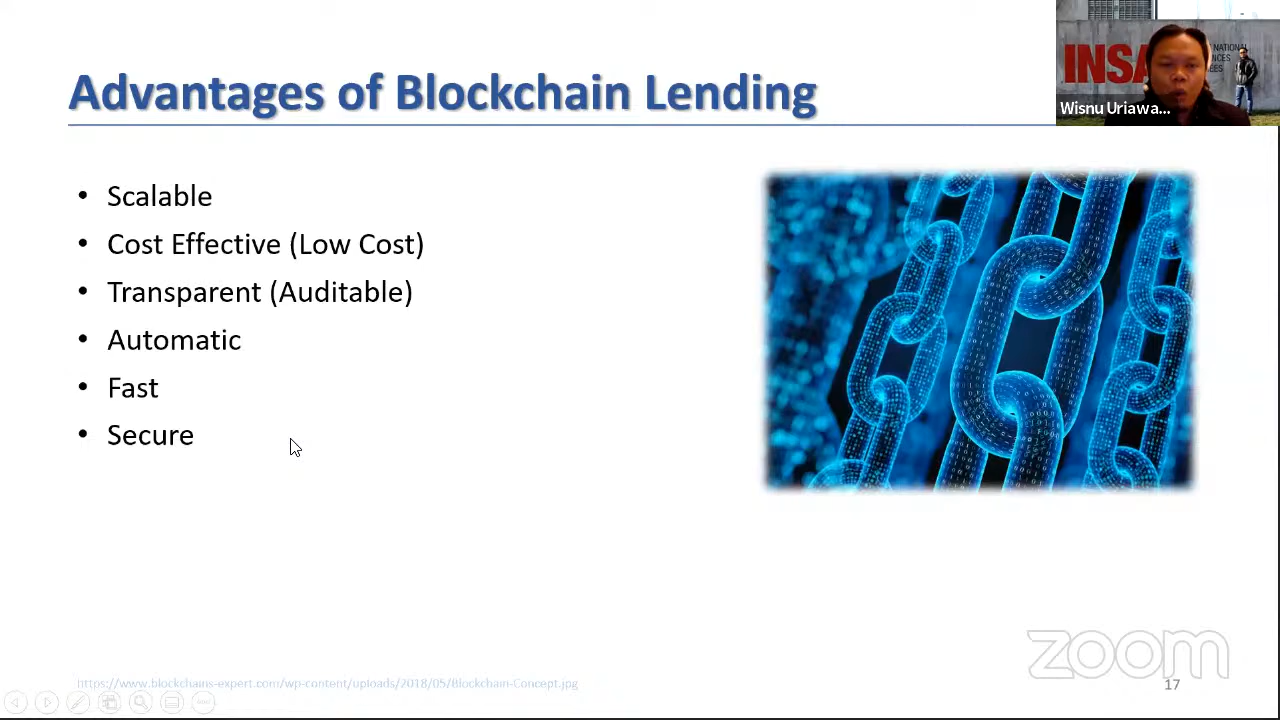 Advantages of Blockchain Lending
INSA
NATIONAL
Wisnu Uriawa...
• Scalable
• Cost Effective (Low Cost)
• Transparent (Auditable)
• Automatic
• Fast
• Secure
zoom
https://www.blockchains-expert.com/wp-content/uploads/2018/05/Blockchain-Concept.jpg
17